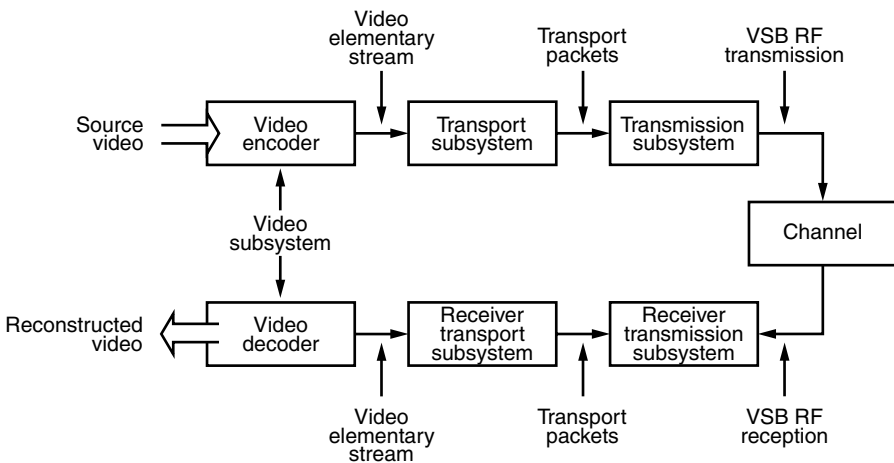 Video
elementary
stream
Transport
packets
VSB RF
transmission
Source
video
Video
encoder
Transport
subsystem
Transmission
subsystem
Video
subsystem
Channel
Reconstructed
video
Video
decoder
Receiver
transport
subsystem
Receiver
transmission
subsystem
Video
elementary
stream
Transport
packets
VSB RF
reception